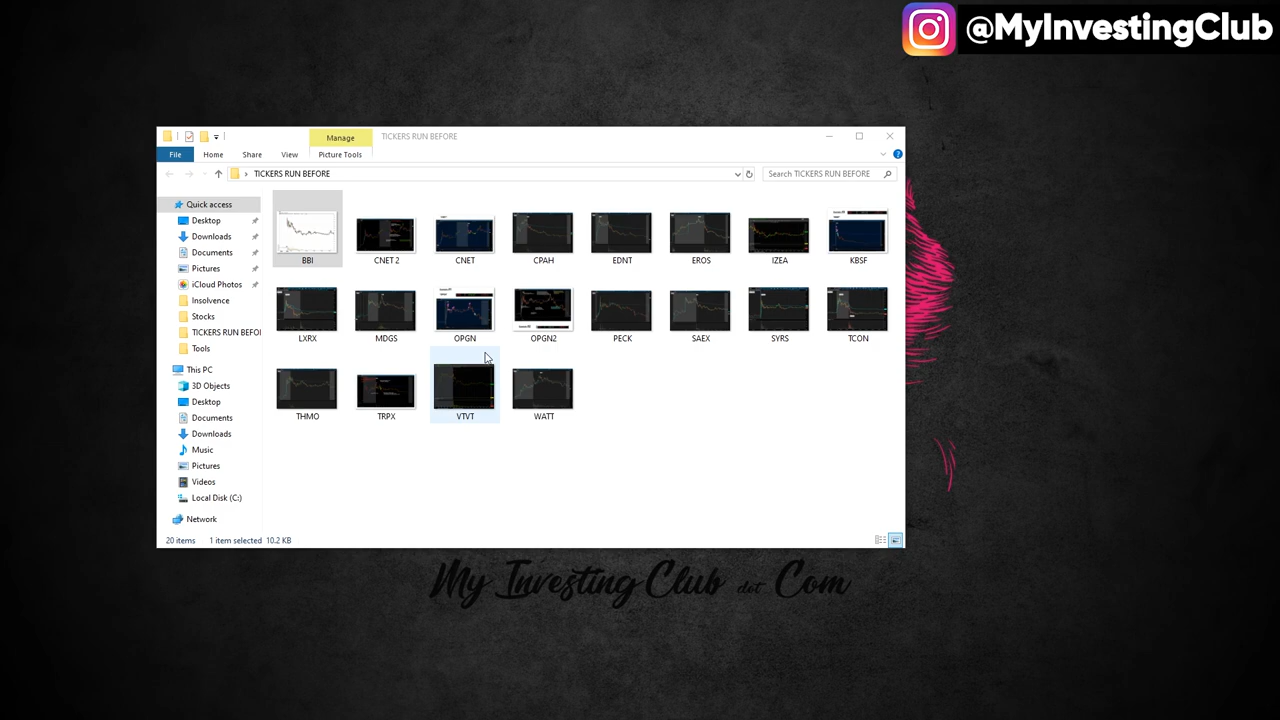 @MyInvestingClub
Manage
TICKERS RUN BEFORE
File
Home
Share
View
Picture Tools
TICKERS RUN BEFORE
Search TICKERS RUN BEFORE
Quick access
Desktop
Downloads
Documents
Pictures
iCloud Photos
Insolvence
Stocks
TICKERS RUN BEFO
Tools
This PC
3D Objects
Desktop
Documents
Downloads
Music
Pictures
Videos
Local Disk (C:)
Network
BBI
CNET 2
CNET
CPAH
EDNT
EROS
IZEA
KBSF
LXRX
MDGS
OPGN
OPGN2
PECK
SAEX
SYRS
TCON
THMO
TRPX
VTVT
WATT
20 items
1 item selected 10.2 KB
My Investing Club dot Com